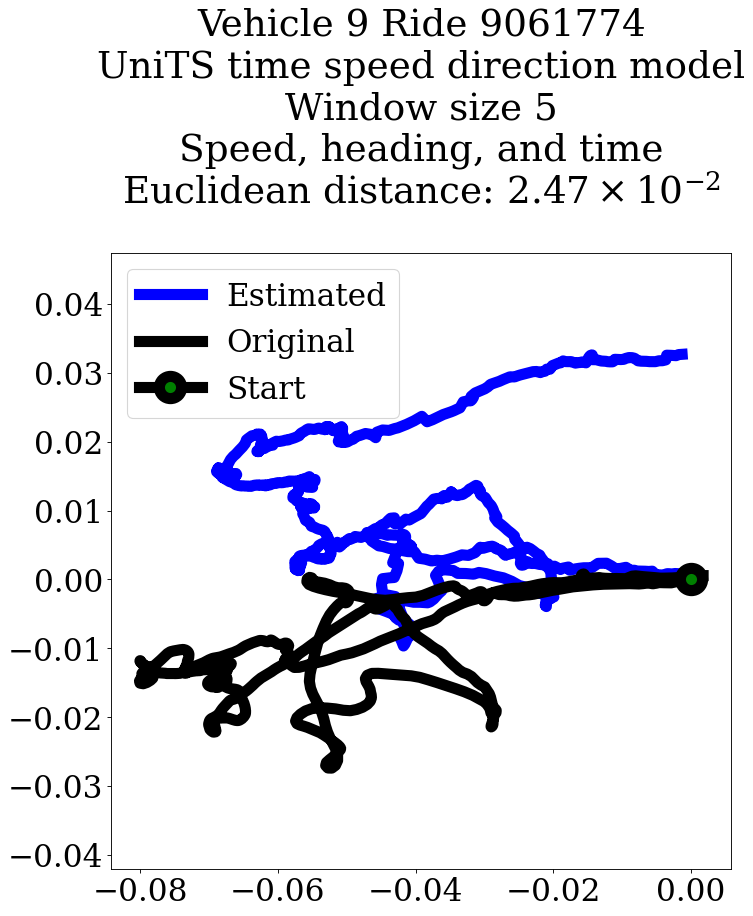 Vehicle 9 Ride 9061774
UniTS time speed direction model
Window size 5
Speed, heading, and time
Euclidean distance: 2.47 × 10⁻²
Estimated
Original
Start
0.04
0.03
0.02
0.01
0.00
−0.01
−0.02
−0.03
−0.04
−0.08 −0.06 −0.04 −0.02 0.00